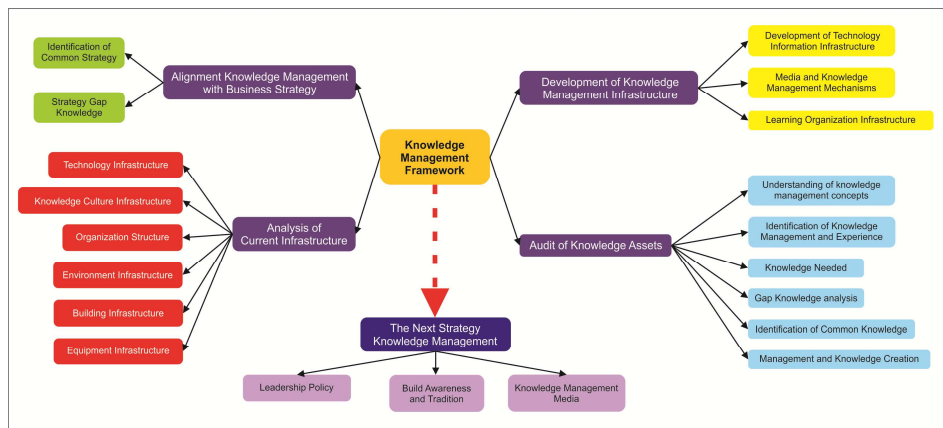 Identification of
Common Strategy
Strategy Gap
Knowledge
Alignment Knowledge Management
with Business Strategy
Development of Knowledge
Management Infrastructure
Development of Technology
Information Infrastructure
Media and Knowledge
Management Mechanisms
Learning Organization Infrastructure
Knowledge
Management
Framework
Technology Infrastructure
Knowledge Culture Infrastructure
Organization Structure
Environment Infrastructure
Building Infrastructure
Equipment Infrastructure
Analysis of
Current Infrastructure
Audit of Knowledge Assets
Understanding of knowledge
management concepts
Identification of Knowledge
Management and Experience
Knowledge Needed
Gap Knowledge analysis
Identification of Common Knowledge
Management and Knowledge Creation
The Next Strategy
Knowledge Management
Leadership Policy
Build Awareness
and Tradition
Knowledge Management
Media